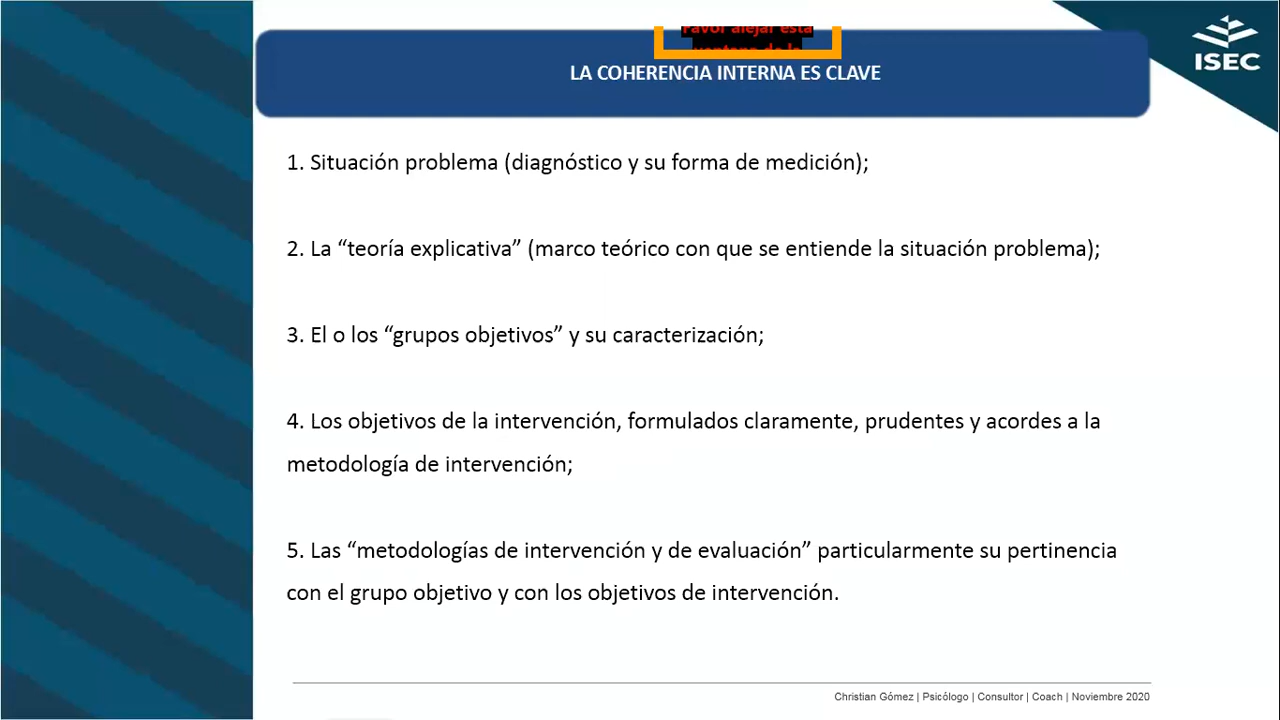 Favor alejar esta
ventana de la
LA COHERENCIA INTERNA ES CLAVE
ISEC
1. Situación problema (diagnóstico y su forma de medición);
2. La “teoría explicativa” (marco teórico con que se entiende la situación problema);
3. El o los “grupos objetivos” y su caracterización;
4. Los objetivos de la intervención, formulados claramente, prudentes y acordes a la
metodología de intervención;
5. Las “metodologías de intervención y de evaluación” particularmente su pertinencia
con el grupo objetivo y con los objetivos de intervención.
Christian Gómez | Psicólogo | Consultor | Coach | Noviembre 2020